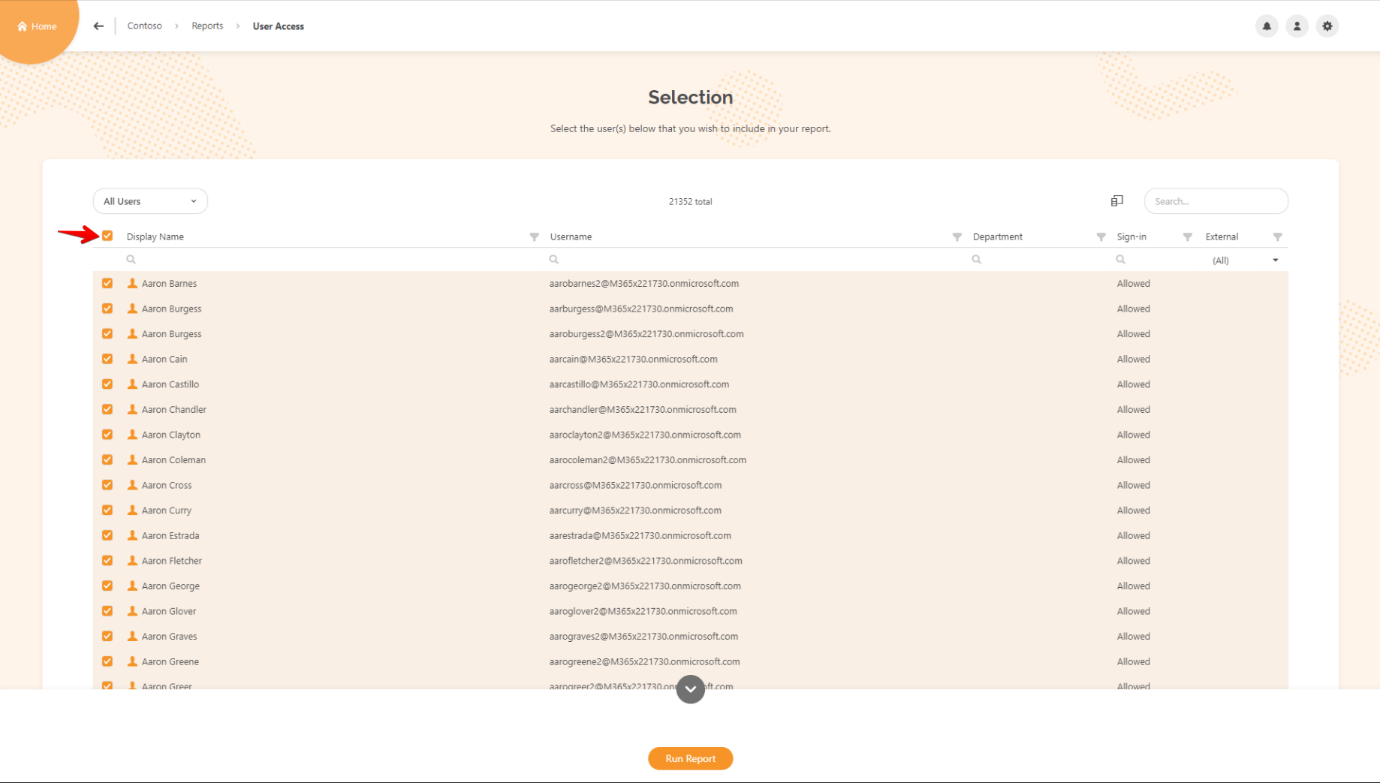 Home Contoso > Reports > User Access
Selection
Select the user(s) below that you wish to include in your report.
All Users 21352 total Search...
Display Name Username Department Sign-in External
(All)
Aaron Barnes aarobarnes2@M365x221730.onmicrosoft.com Allowed
Aaron Burgess aarburgess@M365x221730.onmicrosoft.com Allowed
Aaron Burgess aaroburgess2@M365x221730.onmicrosoft.com Allowed
Aaron Cain aarcain@M365x221730.onmicrosoft.com Allowed
Aaron Castillo aarcastillo@M365x221730.onmicrosoft.com Allowed
Aaron Chandler aarchandler@M365x221730.onmicrosoft.com Allowed
Aaron Clayton aaroclayton2@M365x221730.onmicrosoft.com Allowed
Aaron Coleman aarocoleman2@M365x221730.onmicrosoft.com Allowed
Aaron Cross aarcross@M365x221730.onmicrosoft.com Allowed
Aaron Curry aarcurry@M365x221730.onmicrosoft.com Allowed
Aaron Estrada aarestrada@M365x221730.onmicrosoft.com Allowed
Aaron Fletcher aarofletcher2@M365x221730.onmicrosoft.com Allowed
Aaron George aarogeorge2@M365x221730.onmicrosoft.com Allowed
Aaron Glover aaroglover2@M365x221730.onmicrosoft.com Allowed
Aaron Graves aarograves2@M365x221730.onmicrosoft.com Allowed
Aaron Greene aarogreene2@M365x221730.onmicrosoft.com Allowed
Aaron Greer Allowed
Run Report